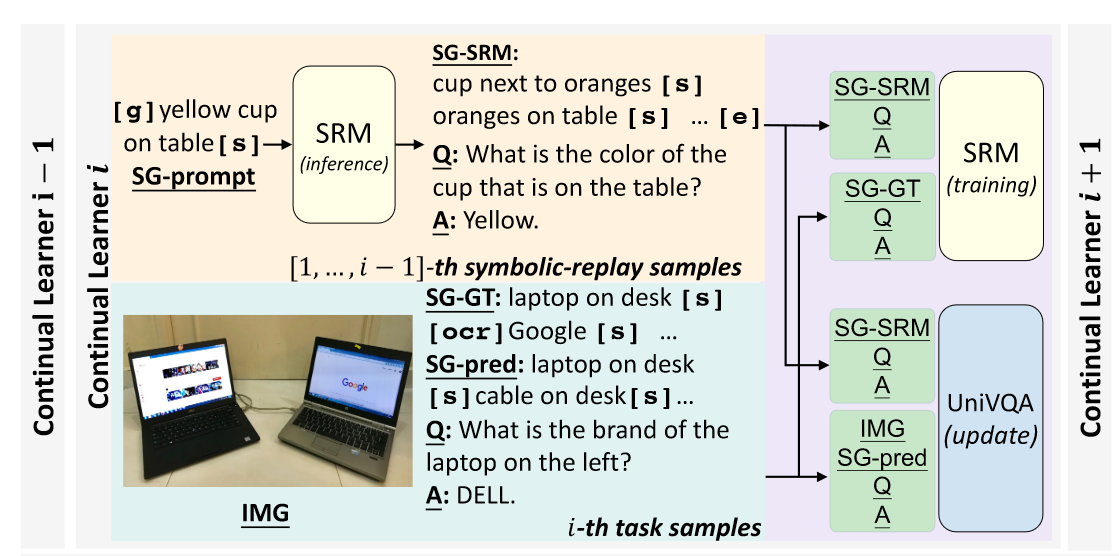 Continual Learner i − 1
Continual Learner i
[g] yellow cup
on table [s]
SG-prompt
SRM
(inference)
SG-SRM:
cup next to oranges [s]
oranges on table [s] … [e]
Q: What is the color of the
cup that is on the table?
A: Yellow.
[1, …, i − 1]-th symbolic-replay samples
SG-GT: laptop on desk [s]
[ocr] Google [s] …
SG-pred: laptop on desk
[s] cable on desk [s] …
Q: What is the brand of the
laptop on the left?
A: DELL.
Google
IMG
i-th task samples
SG-SRM
Q
A
SG-GT
Q
A
SRM
(training)
SG-SRM
Q
A
IMG
SG-pred
Q
A
UniVQA
(update)
Continual Learner i + 1